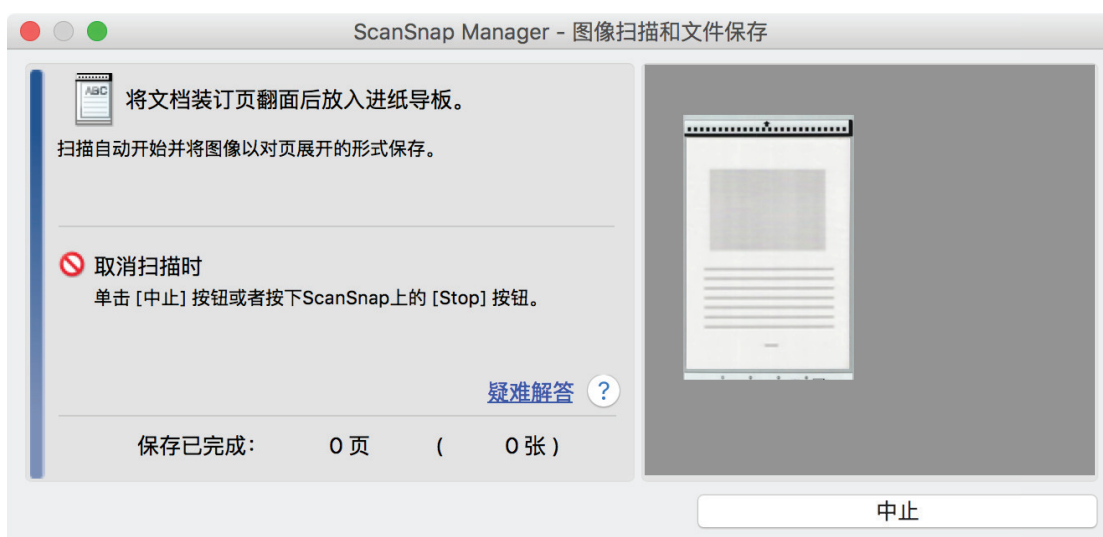 ScanSnap Manager - 图像扫描和文件保存
ABC
将文档装订页翻面后放入进纸导板。
扫描自动开始并将图像以对页展开的形式保存。
取消扫描时
单击 [中止] 按钮或者按下ScanSnap上的 [Stop] 按钮。
疑难解答 ?
保存已完成： 0 页 ( 0 张 )
中止